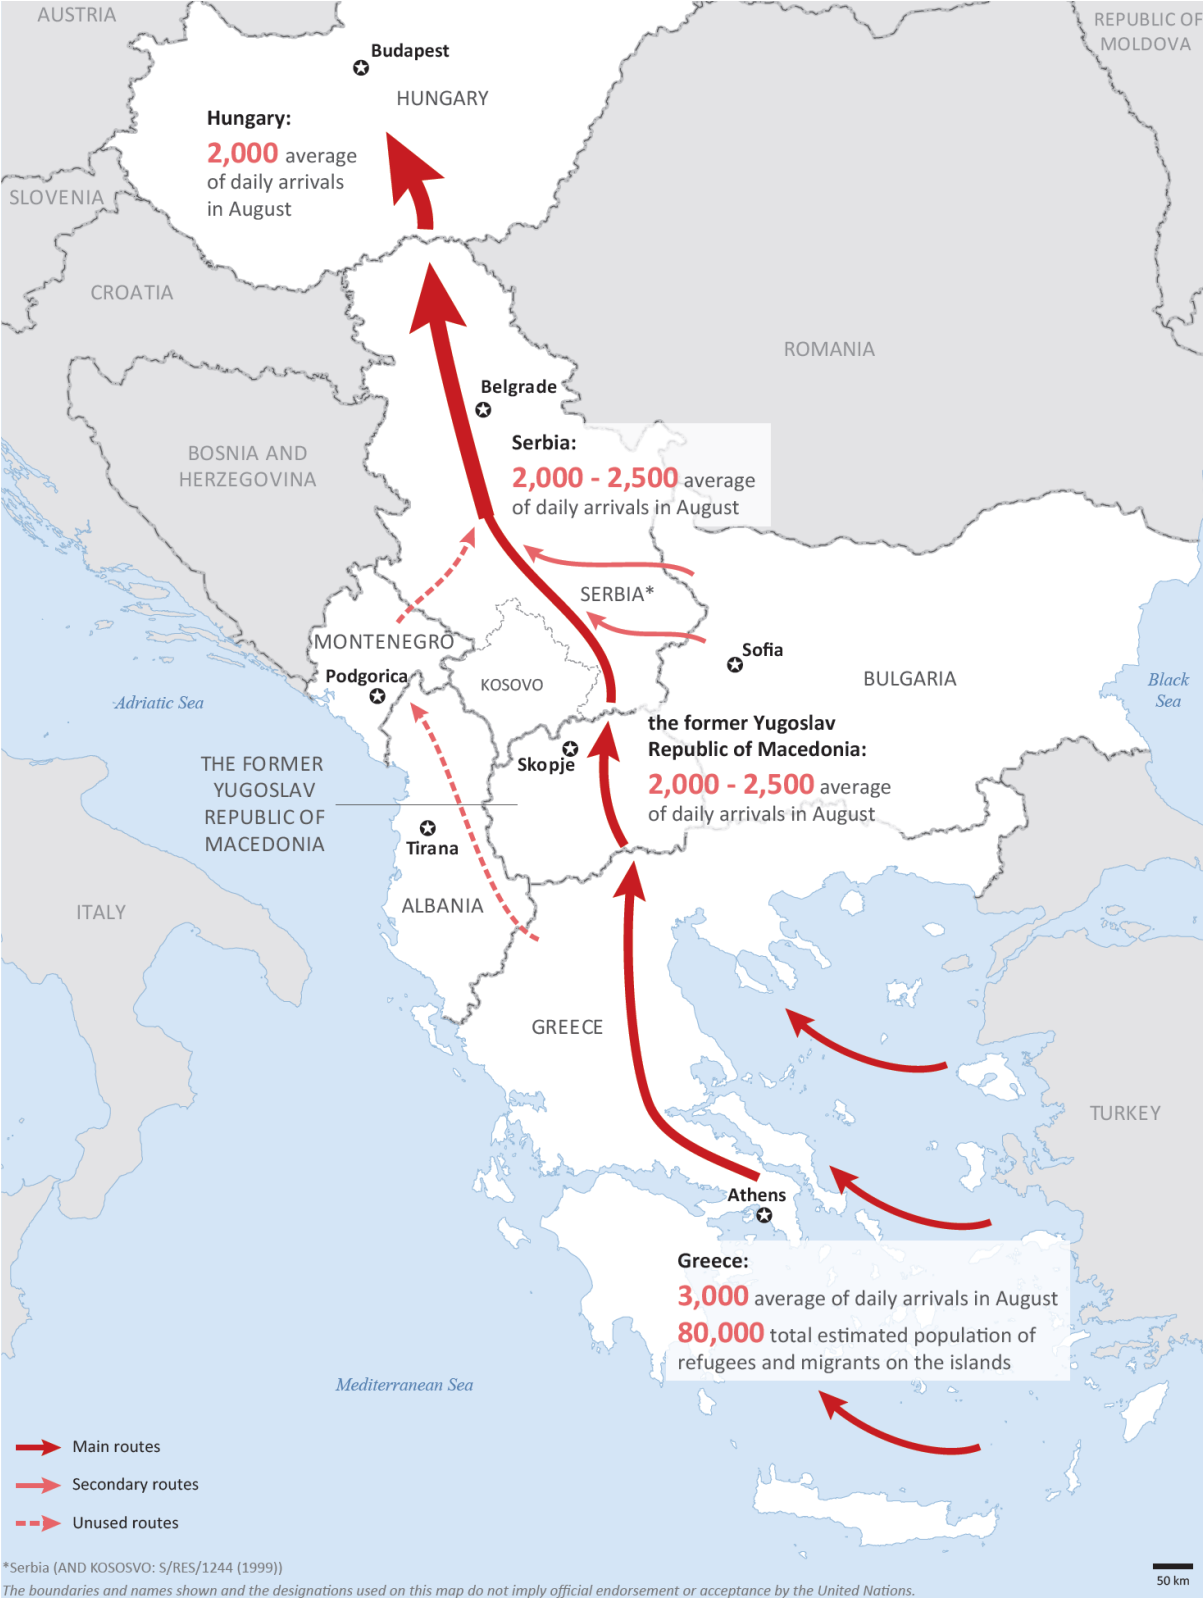 AUSTRIA
REPUBLIC OF
MOLDOVA
Budapest
HUNGARY
Hungary:
2,000 average
of daily arrivals
in August
SLOVENIA
CROATIA
ROMANIA
Belgrade
Serbia:
2,000 - 2,500 average
of daily arrivals in August
BOSNIA AND
HERZEGOVINA
SERBIA*
MONTENEGRO
Podgorica
KOSOVO
Sofia
BULGARIA
Black
Sea
Adriatic Sea
the former Yugoslav
Republic of Macedonia:
2,000 - 2,500 average
of daily arrivals in August
Skopje
THE FORMER
YUGOSLAV
REPUBLIC OF
MACEDONIA
Tirana
ALBANIA
ITALY
GREECE
TURKEY
Athens
Greece:
3,000 average of daily arrivals in August
80,000 total estimated population of
refugees and migrants on the islands
Mediterranean Sea
Main routes
Secondary routes
Unused routes
*Serbia (AND KOSOSVO: S/RES/1244 (1999))
The boundaries and names shown and the designations used on this map do not imply official endorsement or acceptance by the United Nations.
50 km